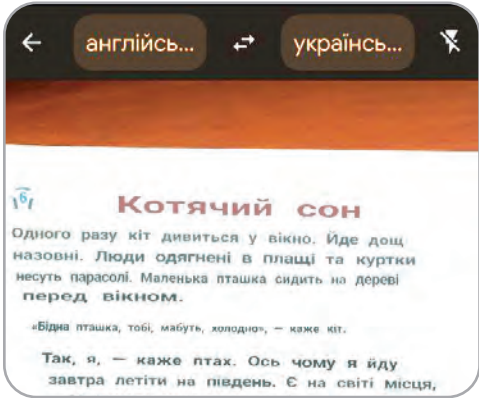 англійсь... українсь...
6
Котячий сон
Одного разу кіт дивиться у вікно. Йде дощ
назовні. Люди одягнені в плащі та куртки
несуть парасолі. Маленька пташка сидить на дереві
перед вікном.
«Бідна пташка, тобі, мабуть, холодно», — каже кіт.
Так, я, — каже птах. Ось чому я йду
завтра летіти на південь. Є на світі місця,